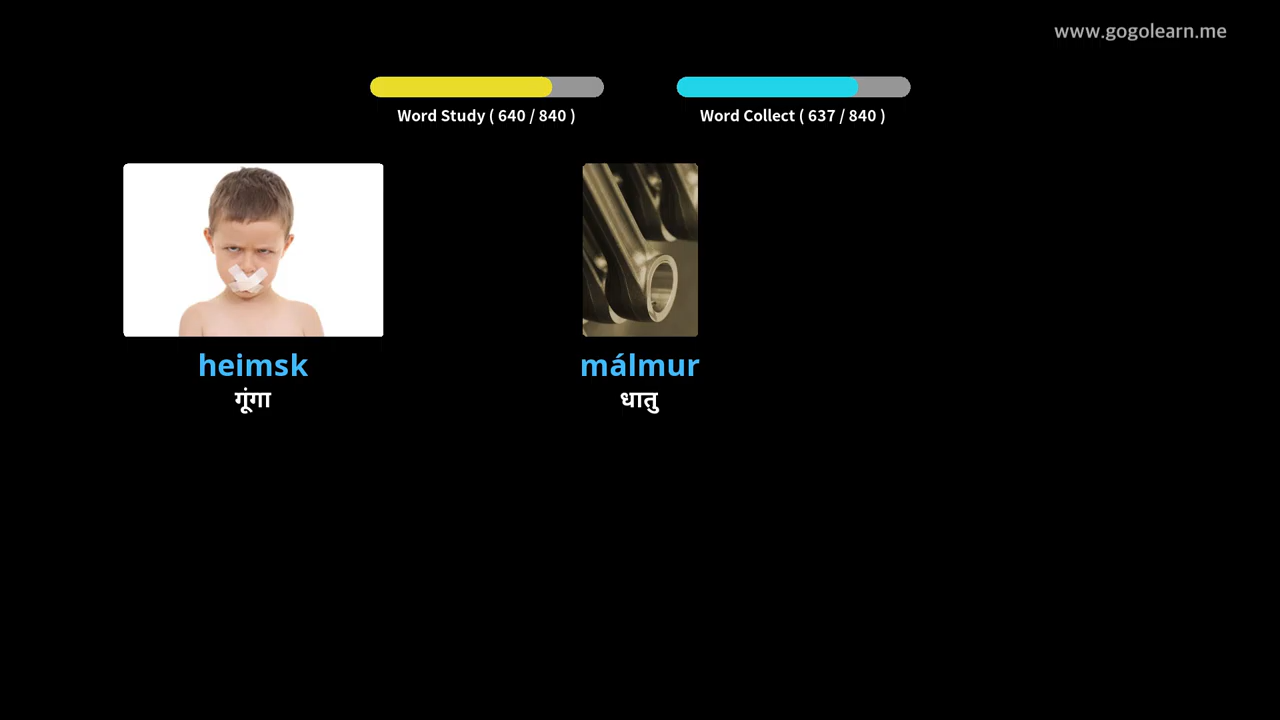 www.gogolearn.me
Word Study ( 640 / 840 )
Word Collect ( 637 / 840 )
heimsk
गूंगा
málmur
धातु